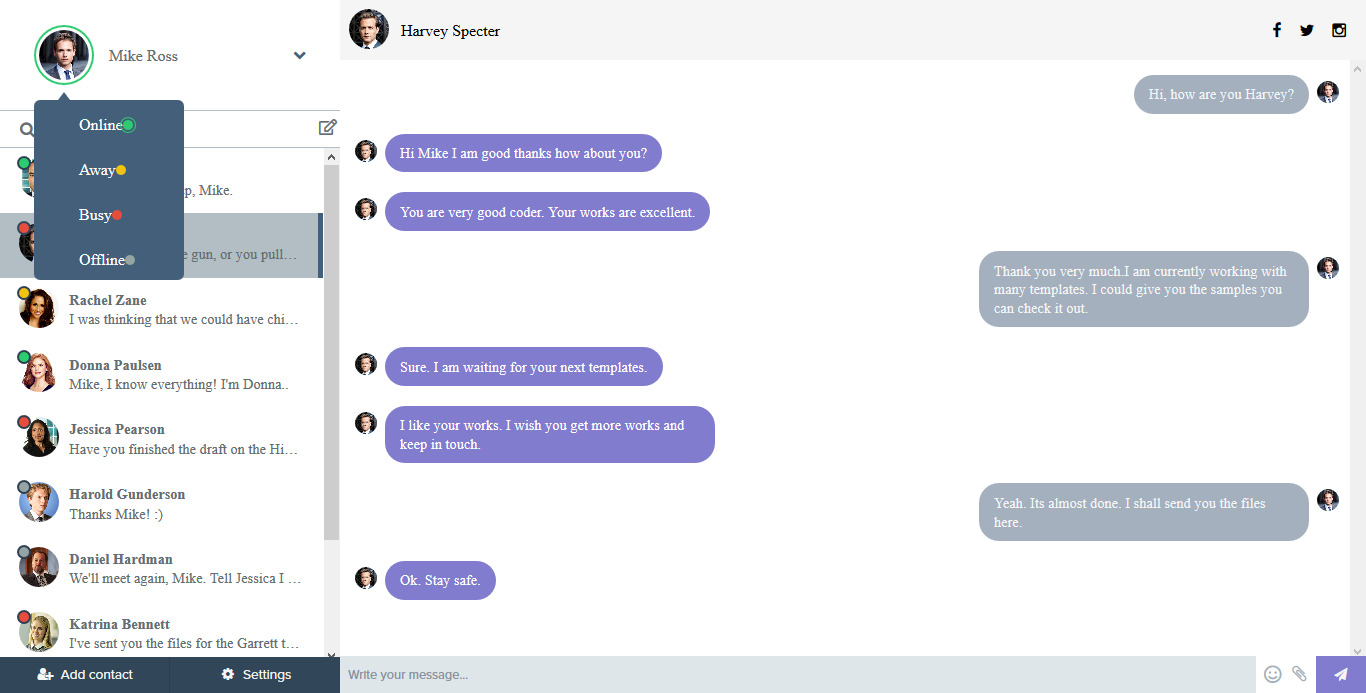 Mike Ross
Online
Away
Busy
Offline
p, Mike.
gun, or you pull…
Rachel Zane
I was thinking that we could have chi…
Donna Paulsen
Mike, I know everything! I'm Donna..
Jessica Pearson
Have you finished the draft on the Hi…
Harold Gunderson
Thanks Mike! :)
Daniel Hardman
We'll meet again, Mike. Tell Jessica I …
Katrina Bennett
I've sent you the files for the Garrett t…
Add contact
Settings
Harvey Specter
Hi, how are you Harvey?
Hi Mike I am good thanks how about you?
You are very good coder. Your works are excellent.
Thank you very much.I am currently working with
many templates. I could give you the samples you
can check it out.
Sure. I am waiting for your next templates.
I like your works. I wish you get more works and
keep in touch.
Yeah. Its almost done. I shall send you the files
here.
Ok. Stay safe.
Write your message...